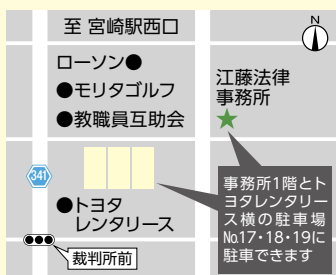 至 宮崎駅西口
N
ローソン●
●モリタゴルフ
●教職員互助会
江藤法律
事務所
★
341
●トヨタ
レンタリース
事務所1階とト
ヨタレンタリー
ス横の駐車場
№17・18・19に
駐車できます
裁判所前